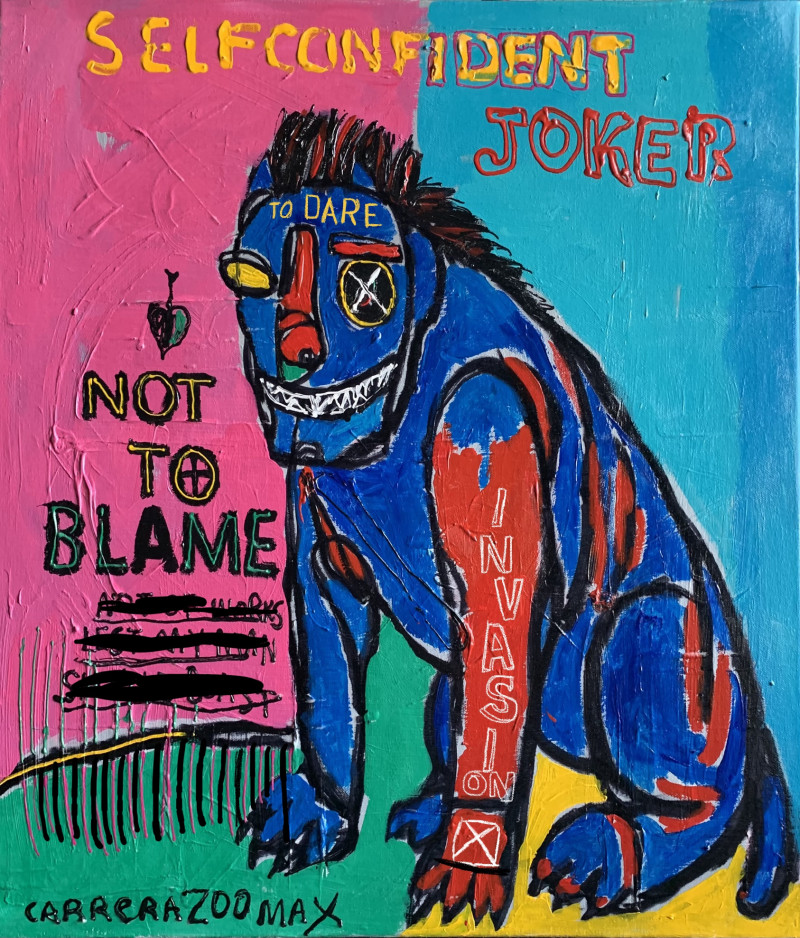 SELFCONFIDENT
JOKER
TO DARE
NOT
TO
BLAME
INVASION
CARRERAZOOMAX